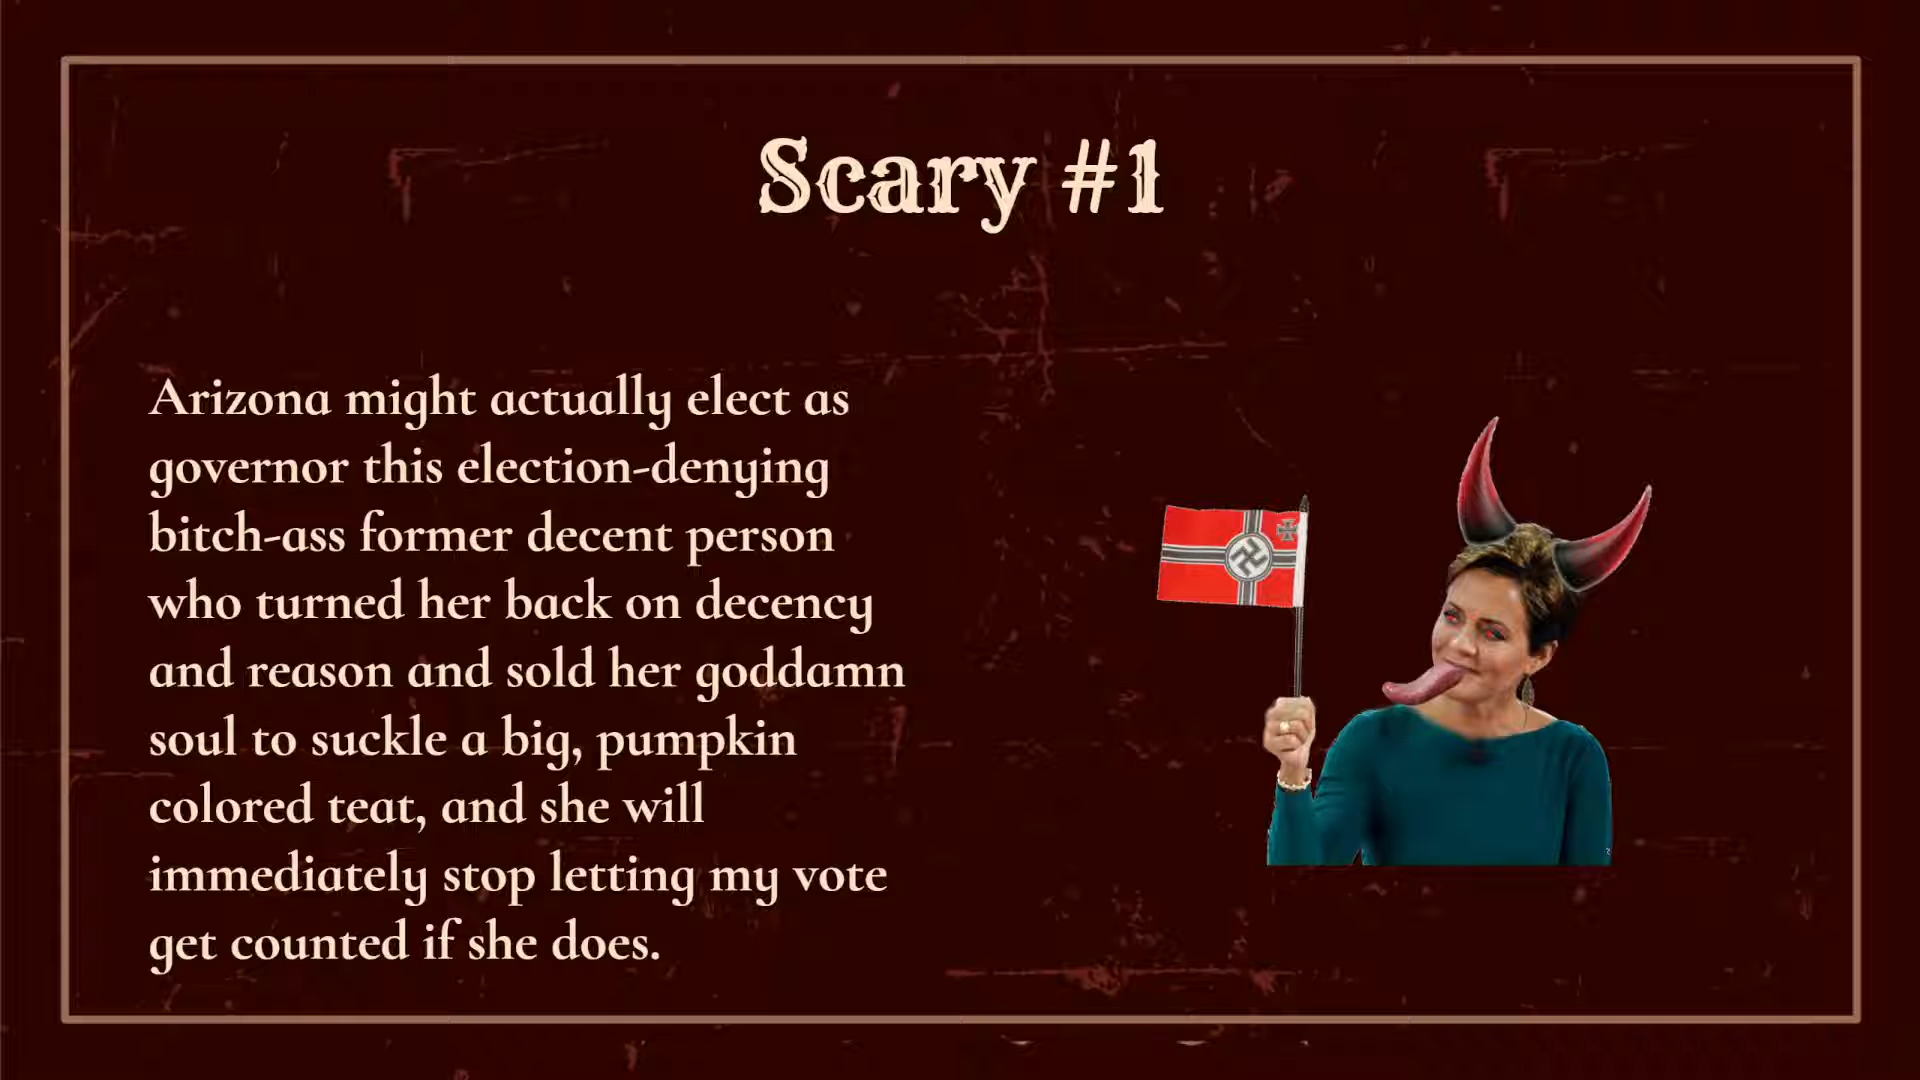 Scary #1
Arizona might actually elect as
governor this election-denying
bitch-ass former decent person
who turned her back on decency
and reason and sold her goddamn
soul to suckle a big, pumpkin
colored teat, and she will
immediately stop letting my vote
get counted if she does.